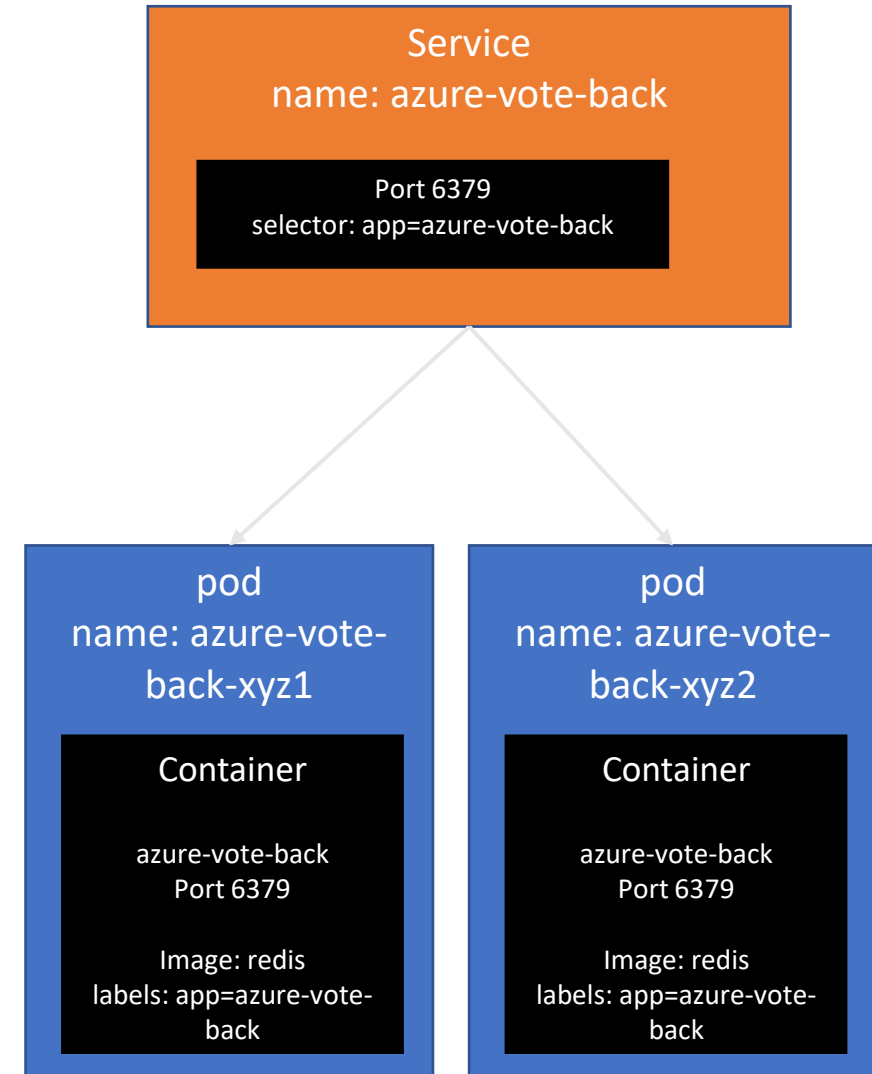 Service
name: azure-vote-back
Port 6379
selector: app=azure-vote-back
pod
name: azure-vote-
back-xyz1
Container
azure-vote-back
Port 6379
Image: redis
labels: app=azure-vote-
back
pod
name: azure-vote-
back-xyz2
Container
azure-vote-back
Port 6379
Image: redis
labels: app=azure-vote-
back